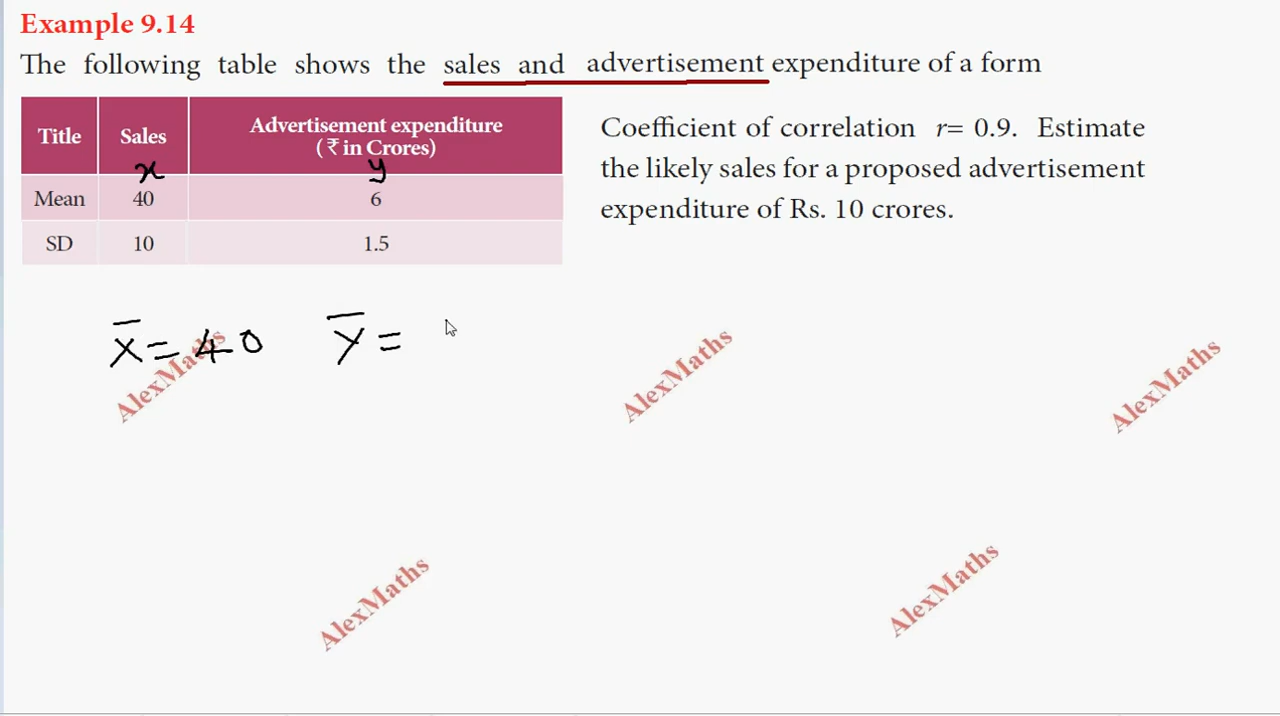 Example 9.14
The following table shows the sales and advertisement expenditure of a form
Title Sales Advertisement expenditure
(₹ in Crores)
x y
Mean 40 6
SD 10 1.5
Coefficient of correlation r= 0.9. Estimate
the likely sales for a proposed advertisement
expenditure of Rs. 10 crores.
x̅ = 40 y̅ =
AlexMaths
AlexMaths
AlexMaths
AlexMaths
AlexMaths